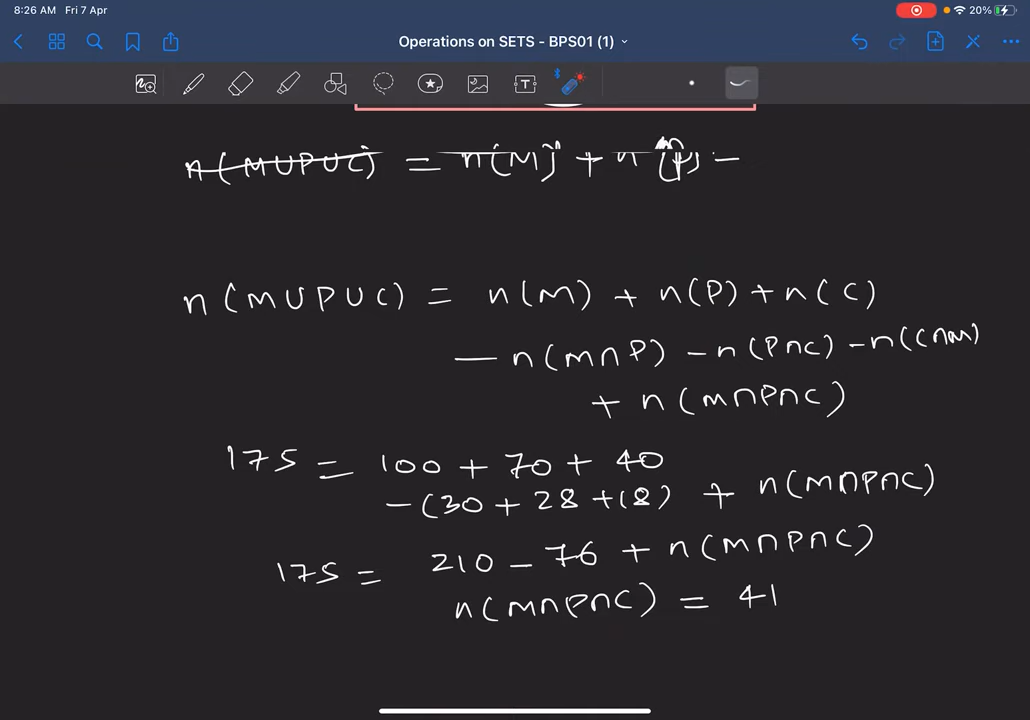 8:26 AM Fri 7 Apr
20%
Operations on SETS - BPS01 (1)
n(MUPUC) = n(M) + n(P) -
n(MUPUC) = n(M) + n(P) + n(C)
- n(M∩P) - n(P∩C) - n(C∩M)
+ n(M∩P∩C)
175 = 100 + 70 + 40
-(30 + 28 + 18) + n(M∩P∩C)
175 = 210 - 76 + n(M∩P∩C)
n(M∩P∩C) = 41